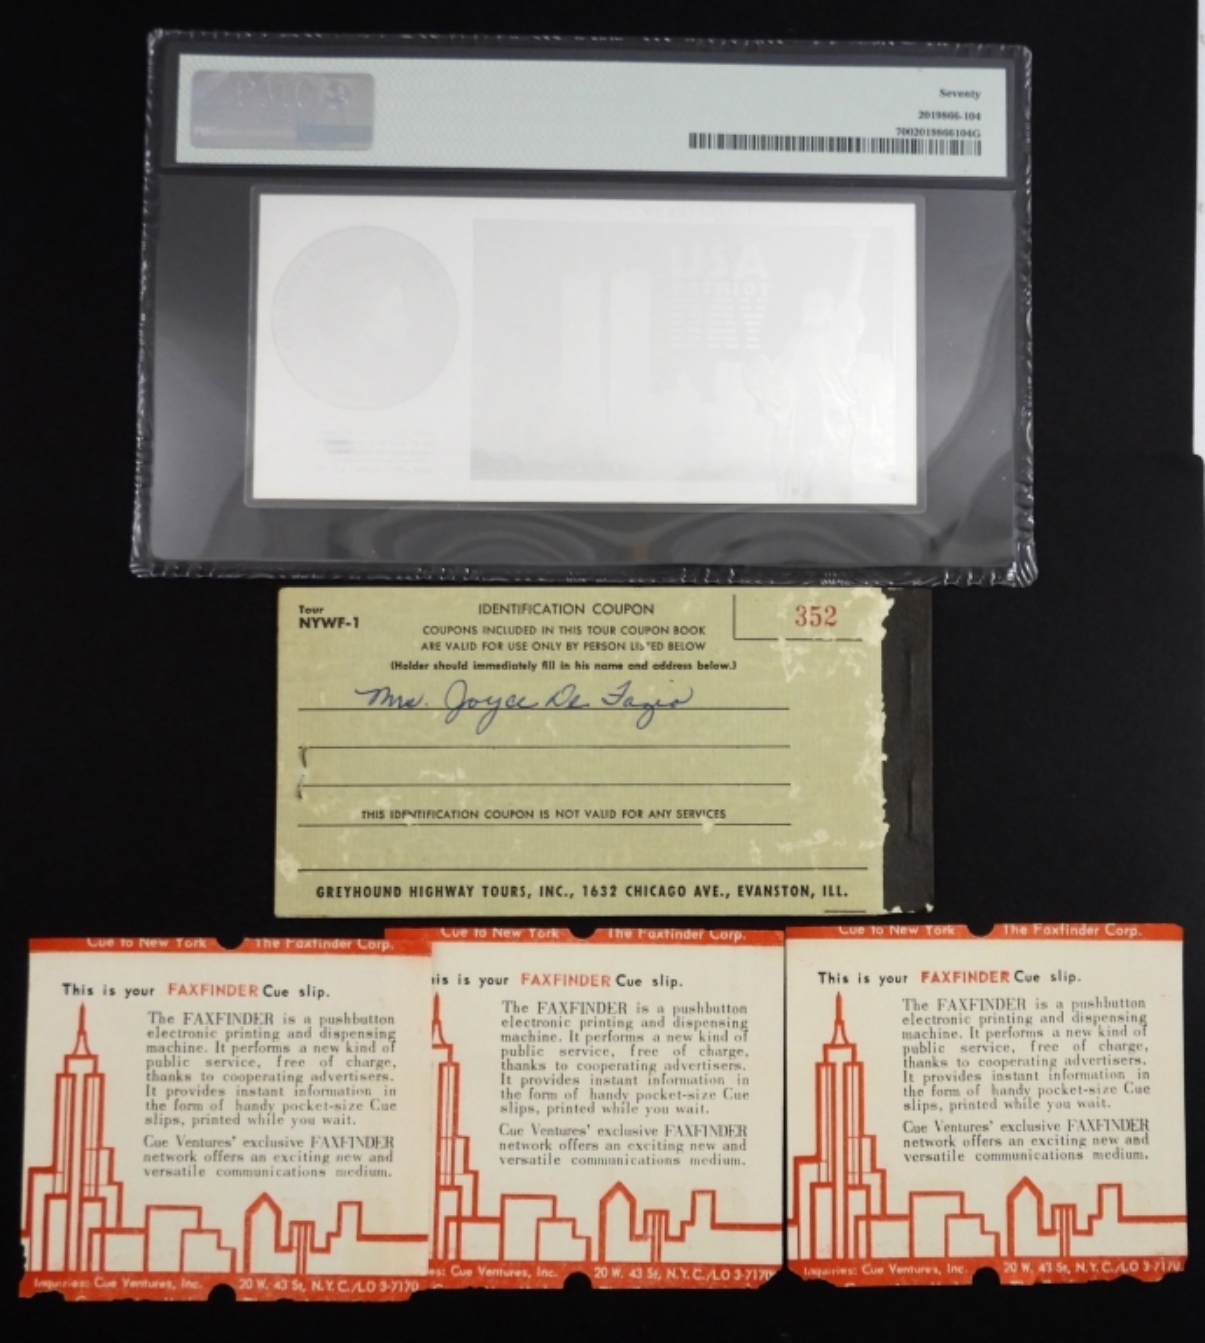 Seventy
2019866-104
7002019866104G
Tour
NYWF-1
IDENTIFICATION COUPON
352
COUPONS INCLUDED IN THIS TOUR COUPON BOOK
ARE VALID FOR USE ONLY BY PERSON LISTED BELOW
(Holder should immediately fill in his name and address below.)
Mrs. Joyce De Fazio
THIS IDENTIFICATION COUPON IS NOT VALID FOR ANY SERVICES
GREYHOUND HIGHWAY TOURS, INC., 1632 CHICAGO AVE., EVANSTON, ILL.
Cue to New York The Faxfinder Corp.
This is your FAXFINDER Cue slip.
The FAXFINDER is a pushbutton
electronic printing and dispensing
machine. It performs a new kind of
public service, free of charge,
thanks to cooperating advertisers.
It provides instant information in
the form of handy pocket-size Cue
slips, printed while you wait.
Cue Ventures' exclusive FAXFINDER
network offers an exciting new and
versatile communications medium.
Inquiries: Cue Ventures, Inc. 20 W. 43 St, N.Y.C./LO 3-7170
Cue to New York The Faxfinder Corp.
is is your FAXFINDER Cue slip.
The FAXFINDER is a pushbutton
electronic printing and dispensing
machine. It performs a new kind of
public service, free of charge,
thanks to cooperating advertisers.
It provides instant information in
the form of handy pocket-size Cue
slips, printed while you wait.
Cue Ventures' exclusive FAXFINDER
network offers an exciting new and
versatile communications medium.
es: Cue Ventures, Inc. 20 W. 43 St, N.Y.C./LO 3-7170
Cue to New York The Faxfinder Corp.
This is your FAXFINDER Cue slip.
The FAXFINDER is a pushbutton
electronic printing and dispensing
machine. It performs a new kind of
public service, free of charge,
thanks to cooperating advertisers.
It provides instant information in
the form of handy pocket-size Cue
slips, printed while you wait.
Cue Ventures' exclusive FAXFINDER
network offers an exciting new and
versatile communications medium.
Inquiries: Cue Ventures, Inc. 20 W. 43 St, N.Y.C./LO 3-7170